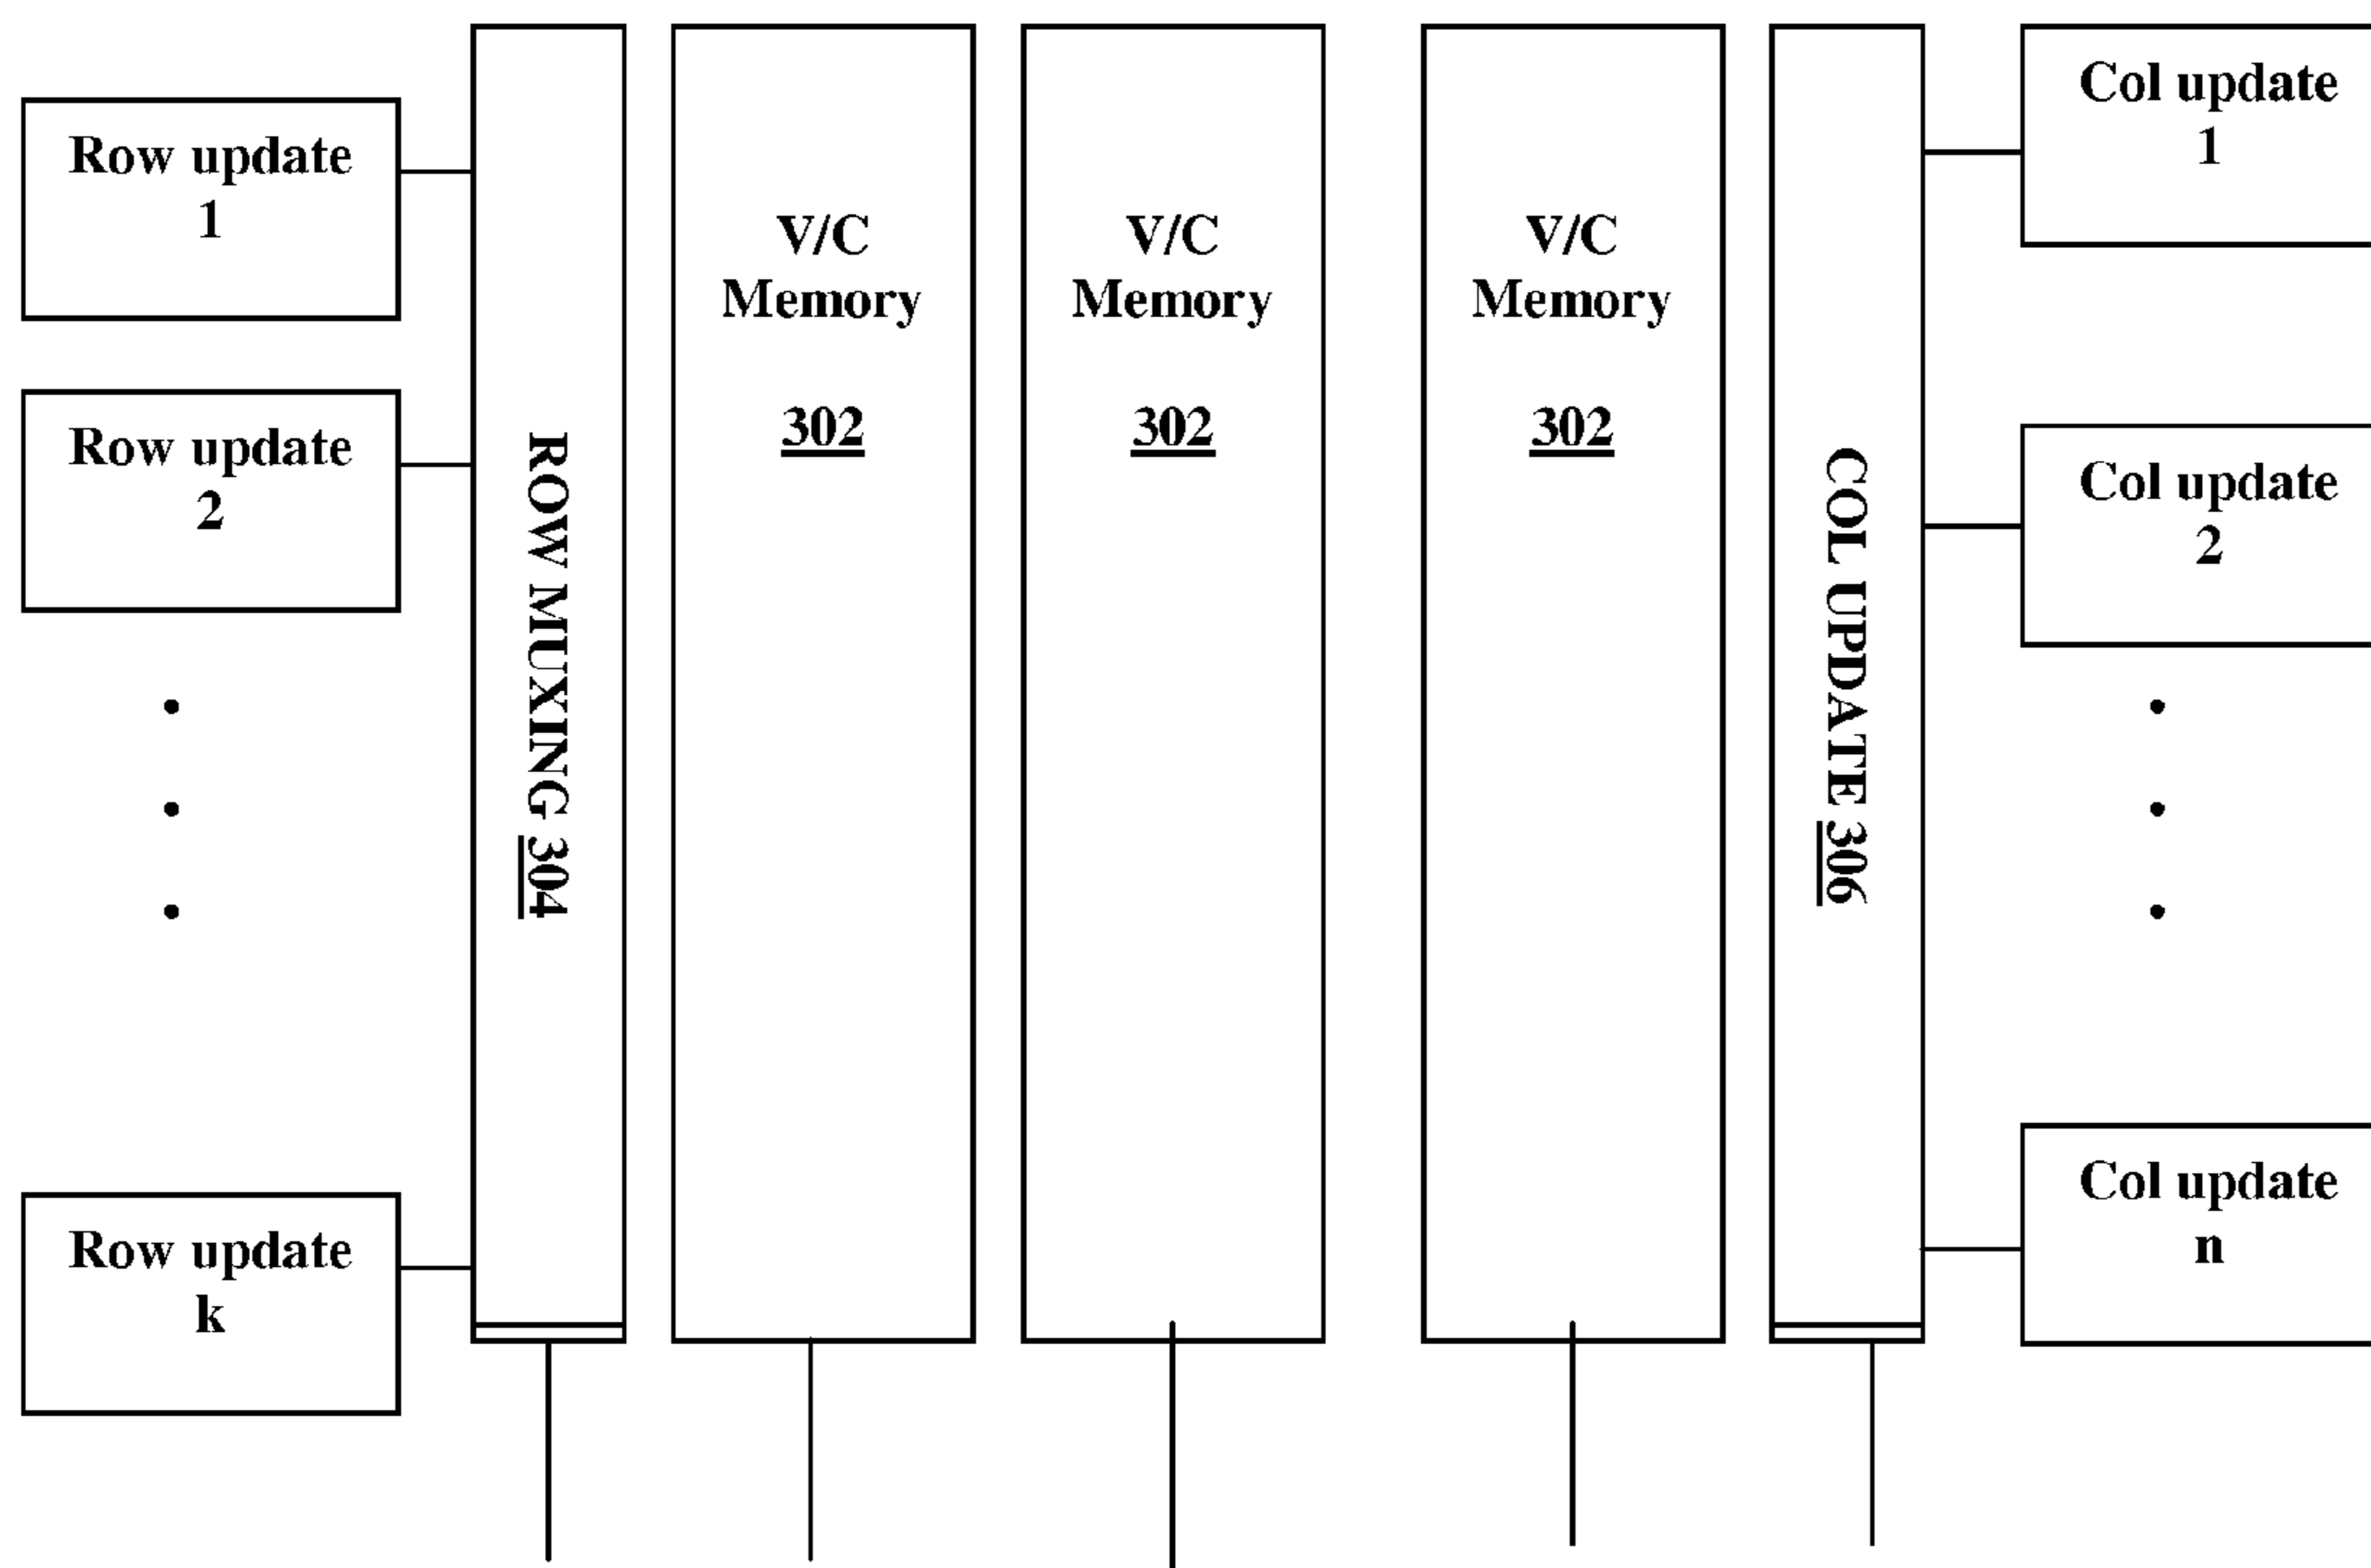 Row update
1
Row update
2
Row update
k
ROW MUXING 304
V/C
Memory
302
V/C
Memory
302
V/C
Memory
302
COL UPDATE 306
Col update
1
Col update
2
Col update
n